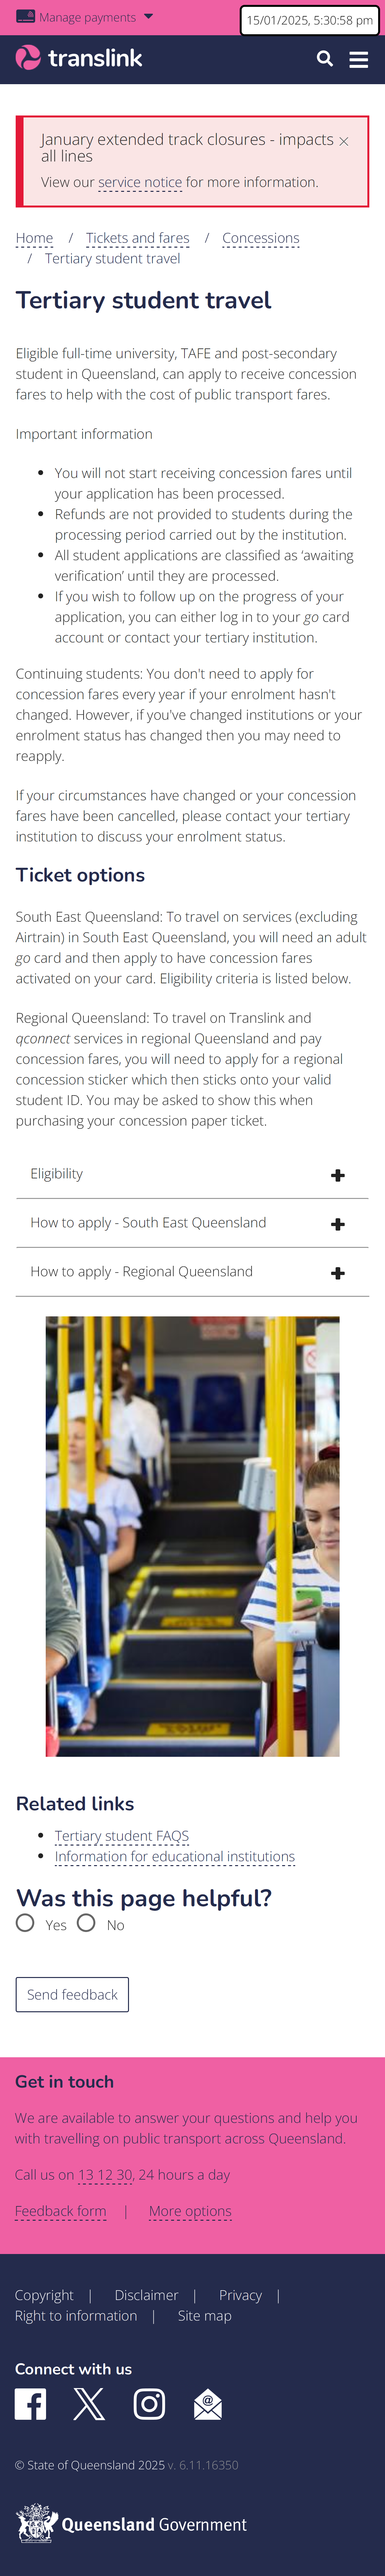 Manage payments
15/01/2025, 5:30:58 pm
translink
January extended track closures - impacts
all lines
View our service notice for more information.
Home / Tickets and fares / Concessions
/ Tertiary student travel
Tertiary student travel
Eligible full-time university, TAFE and post-secondary
student in Queensland, can apply to receive concession
fares to help with the cost of public transport fares.
Important information
You will not start receiving concession fares until
your application has been processed.
Refunds are not provided to students during the
processing period carried out by the institution.
All student applications are classified as ‘awaiting
verification’ until they are processed.
If you wish to follow up on the progress of your
application, you can either log in to your go card
account or contact your tertiary institution.
Continuing students: You don't need to apply for
concession fares every year if your enrolment hasn't
changed. However, if you've changed institutions or your
enrolment status has changed then you may need to
reapply.
If your circumstances have changed or your concession
fares have been cancelled, please contact your tertiary
institution to discuss your enrolment status.
Ticket options
South East Queensland: To travel on services (excluding
Airtrain) in South East Queensland, you will need an adult
go card and then apply to have concession fares
activated on your card. Eligibility criteria is listed below.
Regional Queensland: To travel on Translink and
qconnect services in regional Queensland and pay
concession fares, you will need to apply for a regional
concession sticker which then sticks onto your valid
student ID. You may be asked to show this when
purchasing your concession paper ticket.
Eligibility
How to apply - South East Queensland
How to apply - Regional Queensland
Related links
Tertiary student FAQS
Information for educational institutions
Was this page helpful?
Yes No
Send feedback
Get in touch
We are available to answer your questions and help you
with travelling on public transport across Queensland.
Call us on 13 12 30, 24 hours a day
Feedback form | More options
Copyright | Disclaimer | Privacy |
Right to information | Site map
Connect with us
© State of Queensland 2025 v. 6.11.16350
Queensland Government